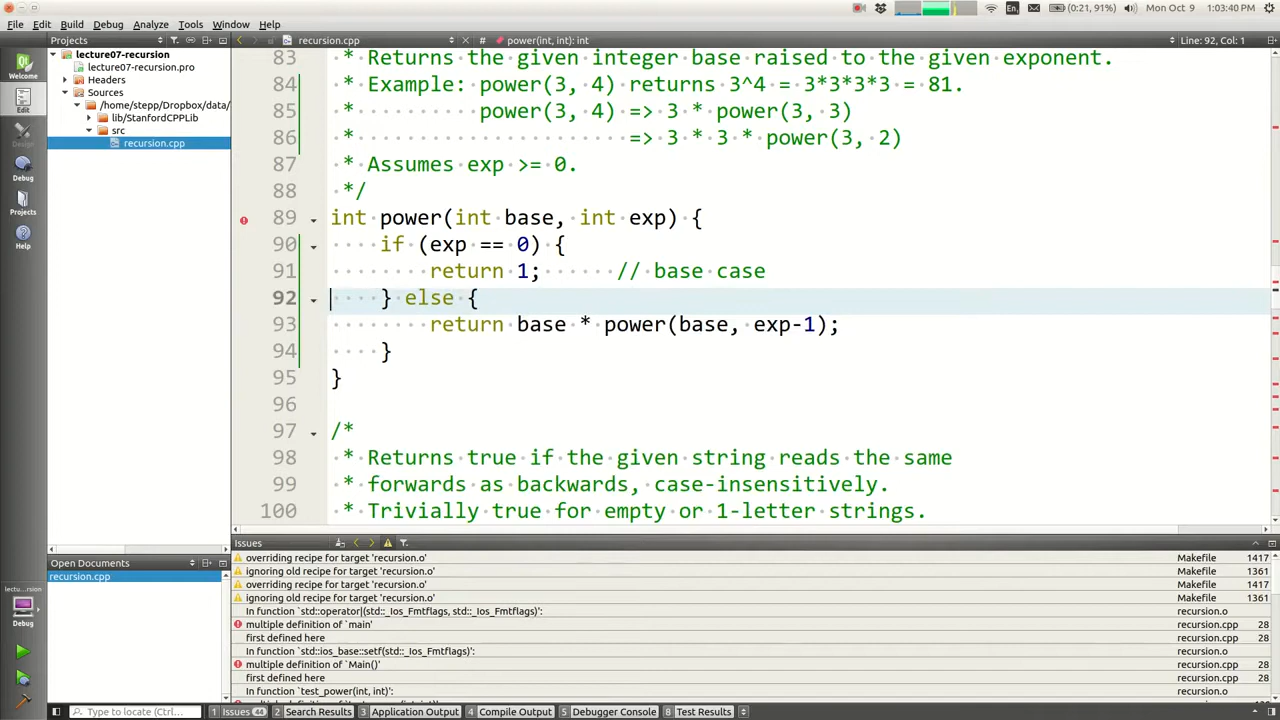 (0:21, 91%) Mon Oct 9 1:03:40 PM
En
File Edit Build Debug Analyze Tools Window Help
Projects
recursion.cpp
# power(int, int): int
Line: 92, Col: 1
Welcome
Edit
Design
Debug
Projects
Help
lectu...rsion
Debug
lecture07-recursion
lecture07-recursion.pro
Headers
Sources
/home/stepp/Dropbox/data/
lib/StanfordCPPLib
src
recursion.cpp
83 * Returns the given integer base raised to the given exponent.
84 * Example: power(3, 4) returns 3^4 = 3*3*3*3 = 81.
85 * power(3, 4) => 3 * power(3, 3)
86 * => 3 * 3 * power(3, 2)
87 * Assumes exp >= 0.
88 */
89 int power(int base, int exp) {
90 if (exp == 0) {
91 return 1; // base case
92 } else {
93 return base * power(base, exp-1);
94 }
95 }
96
97 /*
98 * Returns true if the given string reads the same
99 * forwards as backwards, case-insensitively.
100 * Trivially true for empty or 1-letter strings.
Open Documents
recursion.cpp
Issues
overriding recipe for target 'recursion.o' Makefile 1417
ignoring old recipe for target 'recursion.o' Makefile 1361
overriding recipe for target 'recursion.o' Makefile 1417
ignoring old recipe for target 'recursion.o' Makefile 1361
In function `std::operator|(std::_Ios_Fmtflags, std::_Ios_Fmtflags)': recursion.o
multiple definition of `main' recursion.cpp 28
first defined here recursion.cpp 28
In function `std::ios_base::setf(std::_Ios_Fmtflags)': recursion.o
multiple definition of `Main()' recursion.cpp 28
first defined here recursion.cpp 28
In function `test_power(int, int)': recursion.o
Type to locate (Ctrl...
1 Issues 44 2 Search Results 3 Application Output 4 Compile Output 5 Debugger Console 8 Test Results